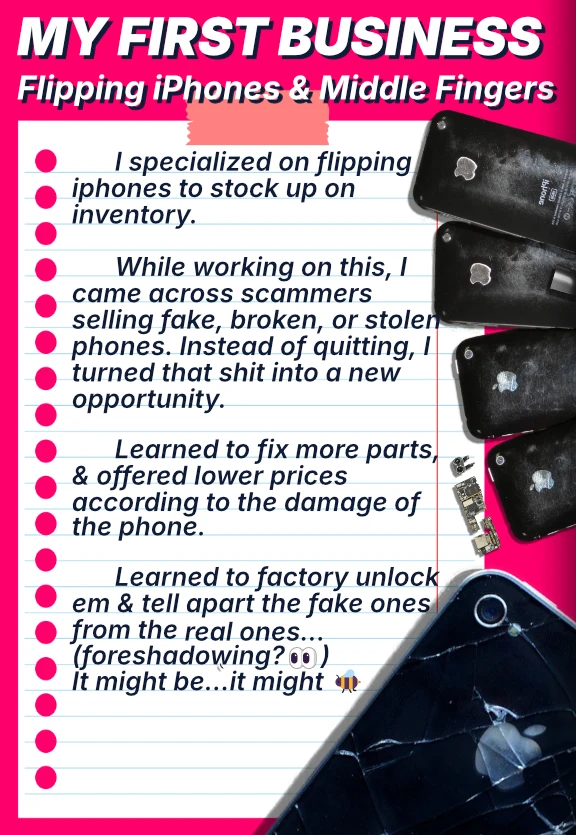 MY FIRST BUSINESS
Flipping iPhones & Middle Fingers
I specialized on flipping
iphones to stock up on
inventory.
While working on this, I
came across scammers
selling fake, broken, or stolen
phones. Instead of quitting, I
turned that shit into a new
opportunity.
Learned to fix more parts,
& offered lower prices
according to the damage of
the phone.
Learned to factory unlock
em & tell apart the fake ones
from the real ones...
(foreshadowing?👀)
It might be...it might 🐝